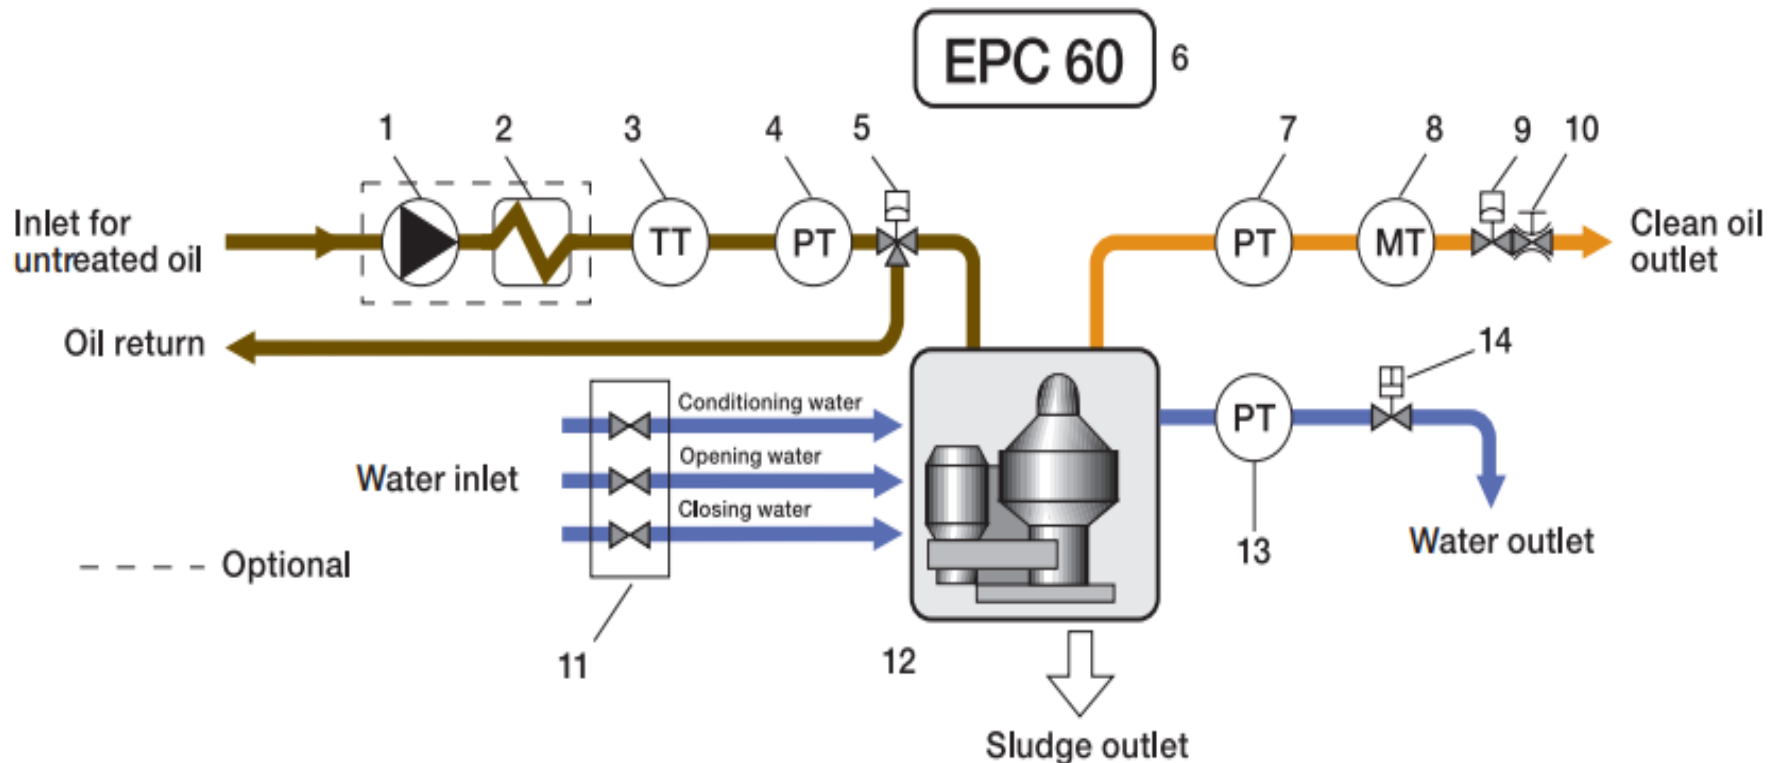 EPC 60 6
1 2 3 4 5 7 8 9 10
Inlet for
untreated oil
TT PT PT MT
Clean oil
outlet
Oil return
14
Conditioning water
PT
Opening water
Water inlet
Closing water
13
Water outlet
Optional
11
12
Sludge outlet